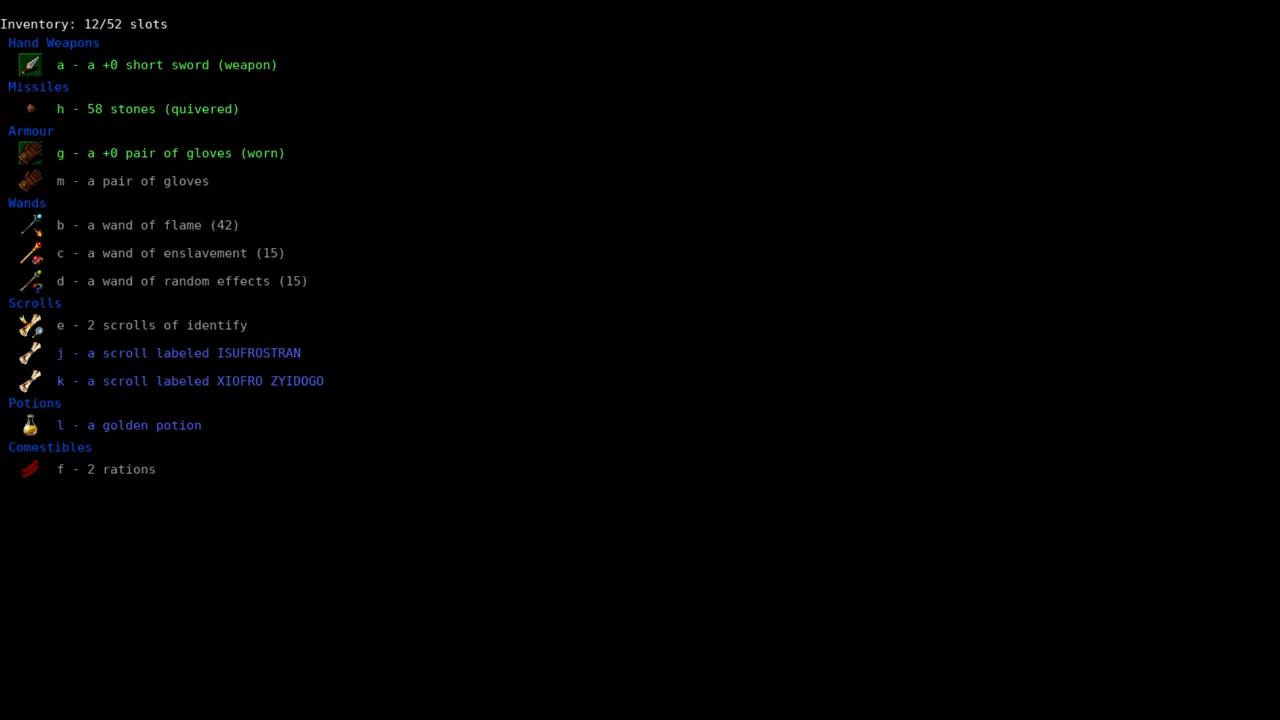 Inventory: 12/52 slots
Hand Weapons
a - a +0 short sword (weapon)
Missiles
h - 58 stones (quivered)
Armour
g - a +0 pair of gloves (worn)
m - a pair of gloves
Wands
b - a wand of flame (42)
c - a wand of enslavement (15)
d - a wand of random effects (15)
Scrolls
e - 2 scrolls of identify
j - a scroll labeled ISUFROSTRAN
k - a scroll labeled XIOFRO ZYIDOGO
Potions
l - a golden potion
Comestibles
f - 2 rations